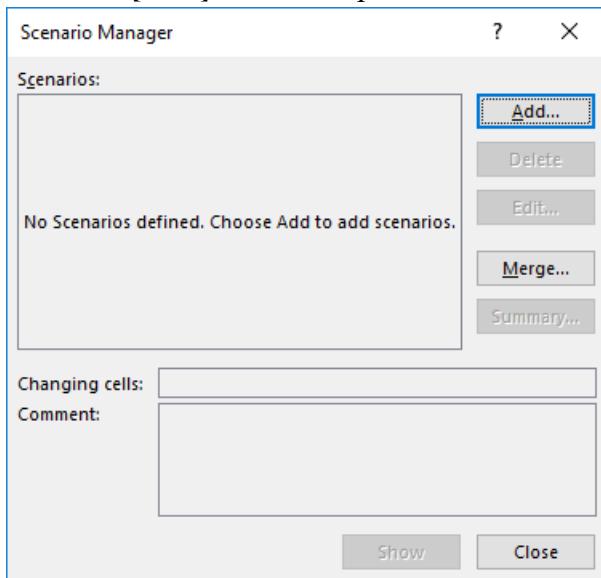 Scenario Manager ? ×
Scenarios:
Add...
Delete
Edit...
No Scenarios defined. Choose Add to add scenarios.
Merge...
Summary...
Changing cells:
Comment:
Show Close